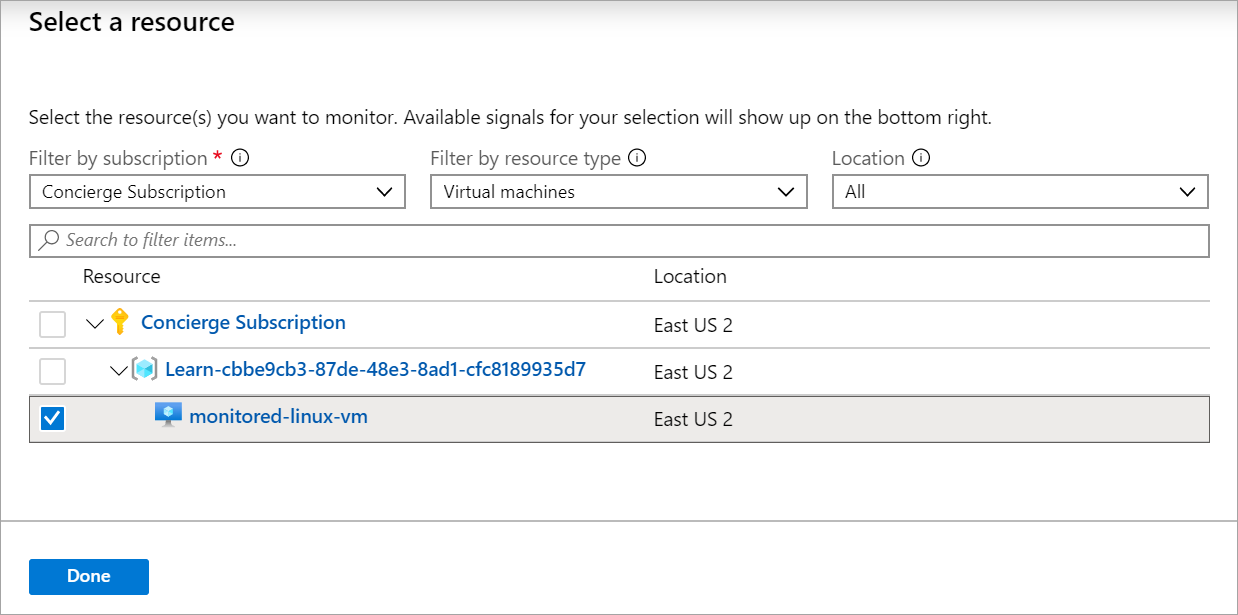 Select a resource
Select the resource(s) you want to monitor. Available signals for your selection will show up on the bottom right.
Filter by subscription * Filter by resource type Location
Concierge Subscription Virtual machines All
Search to filter items...
Resource Location
Concierge Subscription East US 2
Learn-cbbe9cb3-87de-48e3-8ad1-cfc8189935d7 East US 2
monitored-linux-vm East US 2
Done